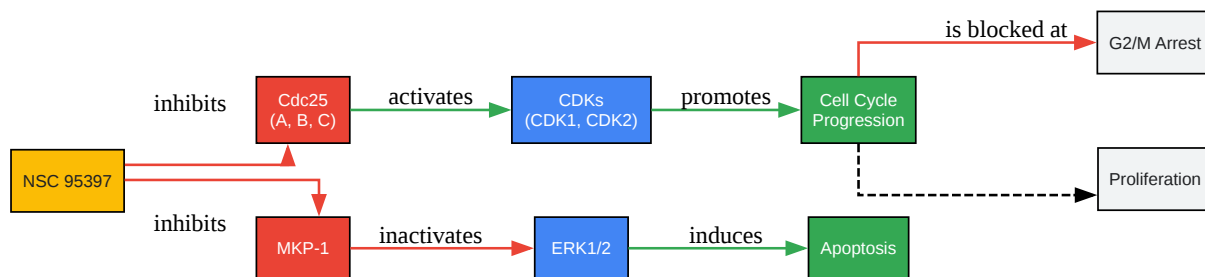 is blocked at
G2/M Arrest
inhibits
Cdc25
(A, B, C)
activates
CDKs
(CDK1, CDK2)
promotes
Cell Cycle
Progression
NSC 95397
Proliferation
inhibits
MKP-1
inactivates
ERK1/2
induces
Apoptosis